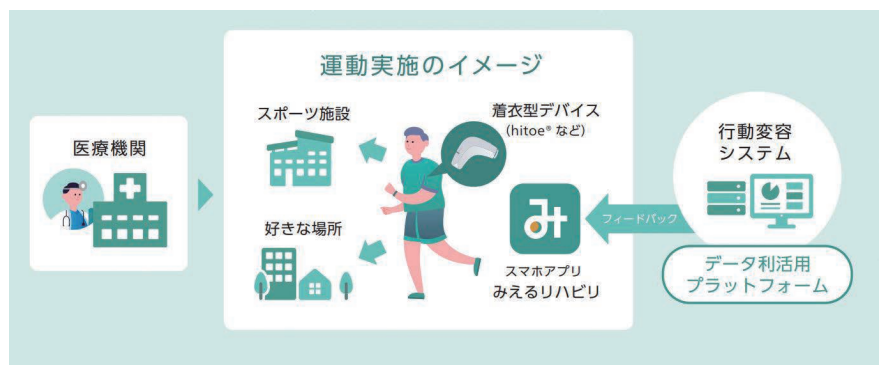 運動実施のイメージ
医療機関
スポーツ施設
好きな場所
着衣型デバイス
(hitoe® など)
み
スマホアプリ
みえるリハビリ
フィードバック
行動変容
システム
データ利活用
プラットフォーム